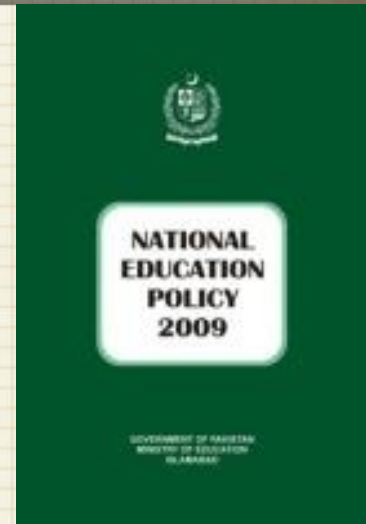 NATIONAL
EDUCATION
POLICY
2009
GOVERNMENT OF PAKISTAN
MINISTRY OF EDUCATION
ISLAMABAD